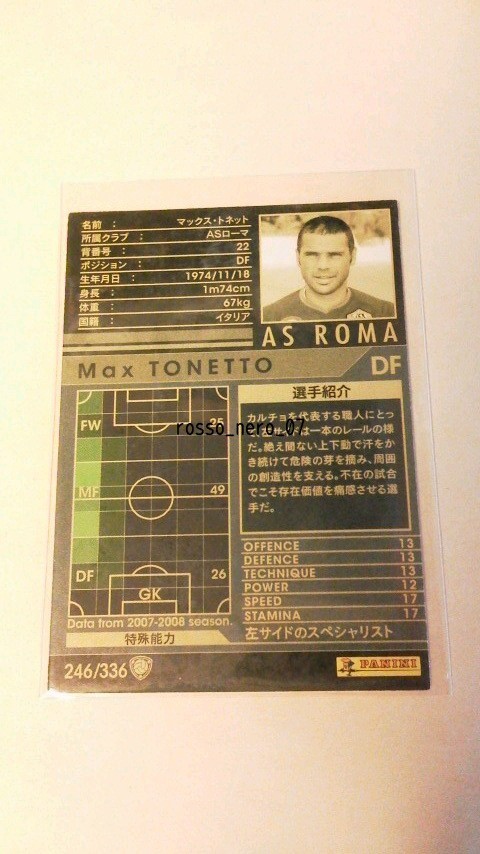 名前 : マックス・トネット
所属クラブ : ASローマ
背番号 : 22
ポジション : DF
生年月日 : 1974/11/18
身長 : 1m74cm
体重 : 67kg
国籍 : イタリア
AS ROMA
Max TONETTO DF
FW 25
MF 49
DF 26
GK
Data from 2007-2008 season.
選手紹介
カルチョを代表する職人にとっ
て左サイドは一本のレールの様
だ。絶え間ない上下動で汗をか
き続けて危険の芽を摘み、周囲
の創造性を支える。不在の試合
でこそ存在価値を痛感させる選
手だ。
rosso_nero_07
OFFENCE 13
DEFENCE 13
TECHNIQUE 13
POWER 12
SPEED 17
STAMINA 17
特殊能力 左サイドのスペシャリスト
246/336
PANINI